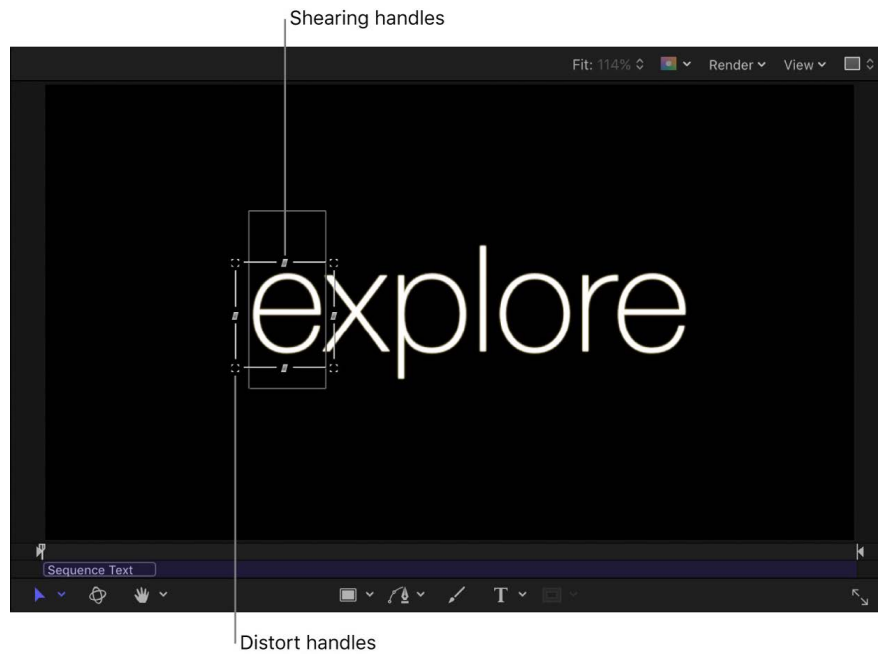 Shearing handles
Fit: 114% Render View
explore
Sequence Text
T
Distort handles